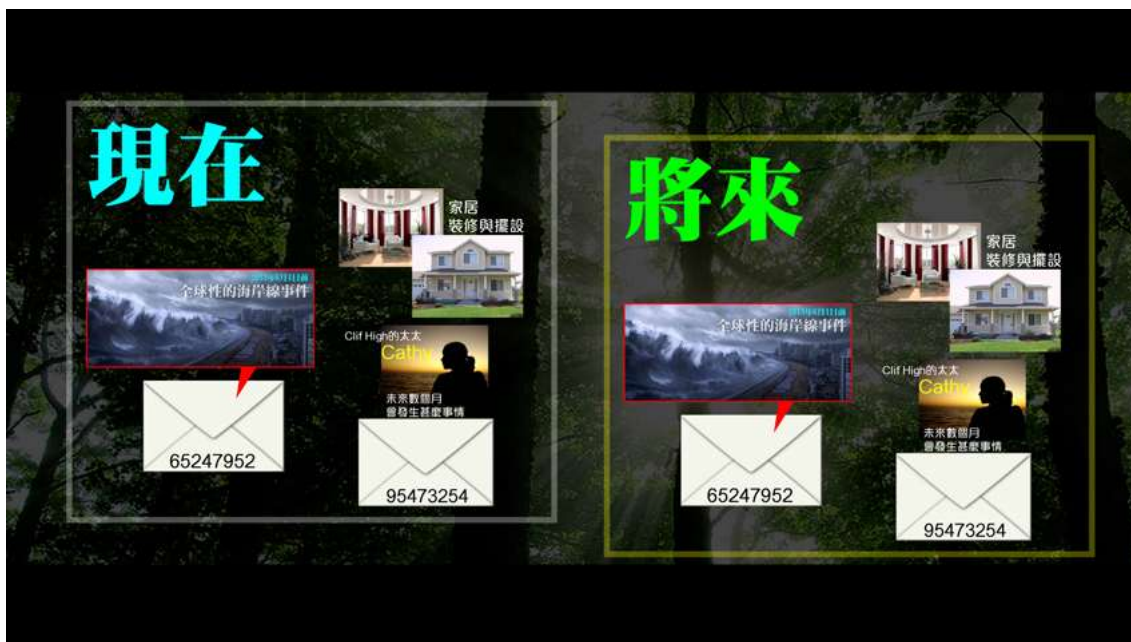 現在
家居
裝修與擺設
全球性的海岸線事件
Clif High的太太
Cathy
未來數個月
會發生甚麼事情
65247952
95473254
將來
家居
裝修與擺設
全球性的海岸線事件
Clif High的太太
Cathy
未來數個月
會發生甚麼事情
65247952
95473254